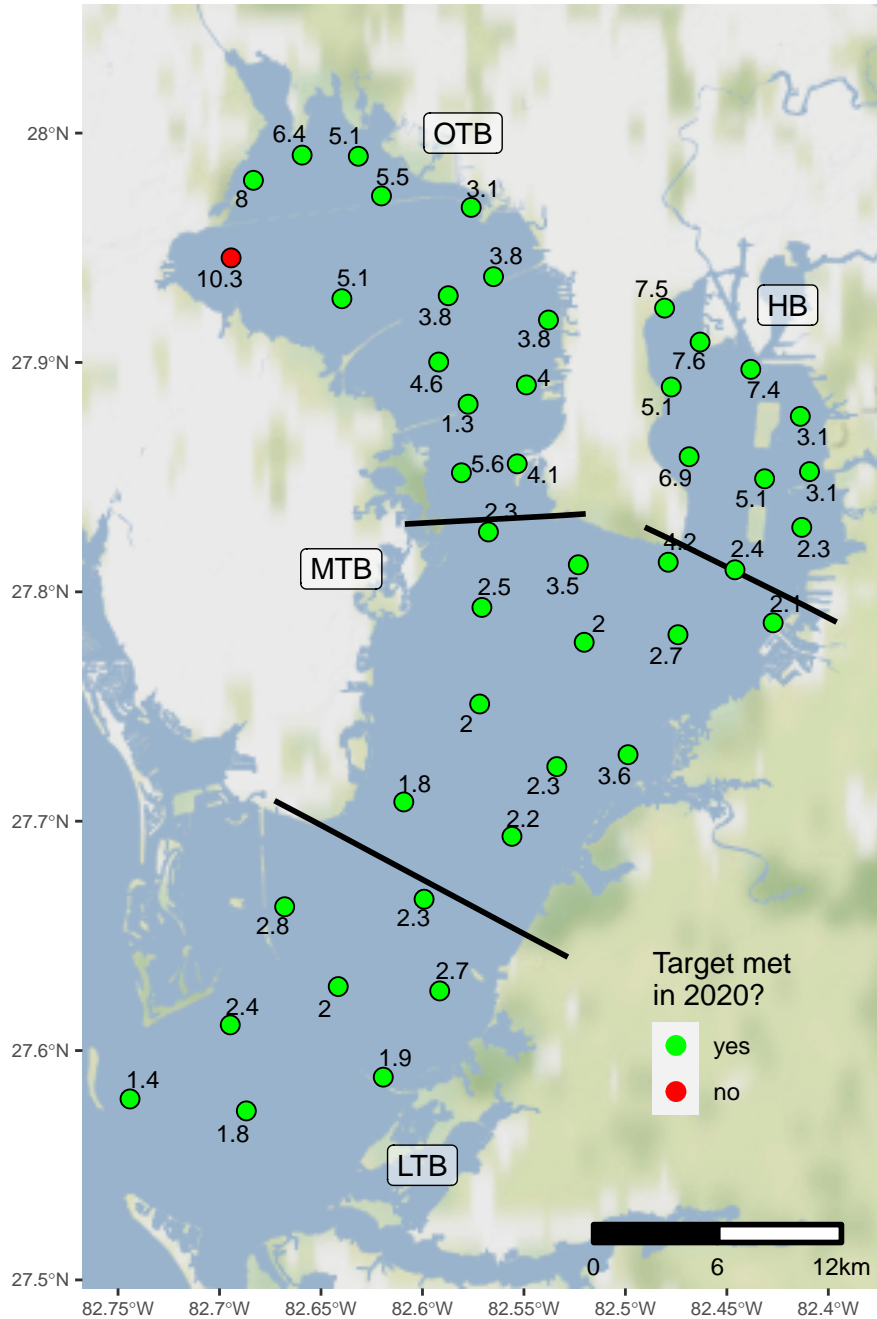 28°N
27.9°N
27.8°N
27.7°N
27.6°N
27.5°N
OTB
6.4
5.1
5.5
8
3.1
10.3
3.8
5.1
3.8
3.8
HB
7.5
7.6
7.4
4.6
4
5.1
1.3
3.1
5.6
4.1
6.9
5.1
3.1
2.3
2.3
MTB
4.2
2.4
3.5
2.5
2.1
2
2.7
2
2.3
3.6
1.8
2.2
2.3
2.8
2.7
2
2.4
1.9
1.4
1.8
LTB
Target met
in 2020?
yes
no
0 6 12km
82.75°W 82.7°W 82.65°W 82.6°W 82.55°W 82.5°W 82.45°W 82.4°W